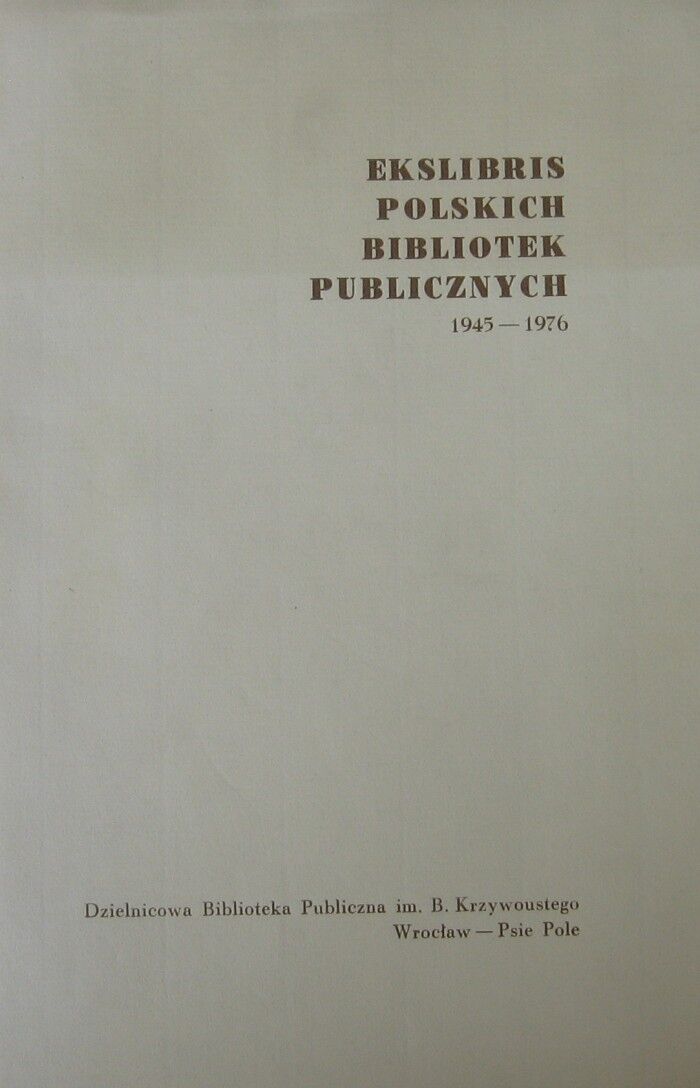 EKSLIBRIS
POLSKICH
BIBLIOTEK
PUBLICZNYCH
1945 — 1976
Dzielnicowa Biblioteka Publiczna im. B. Krzywoustego
Wrocław — Psie Pole